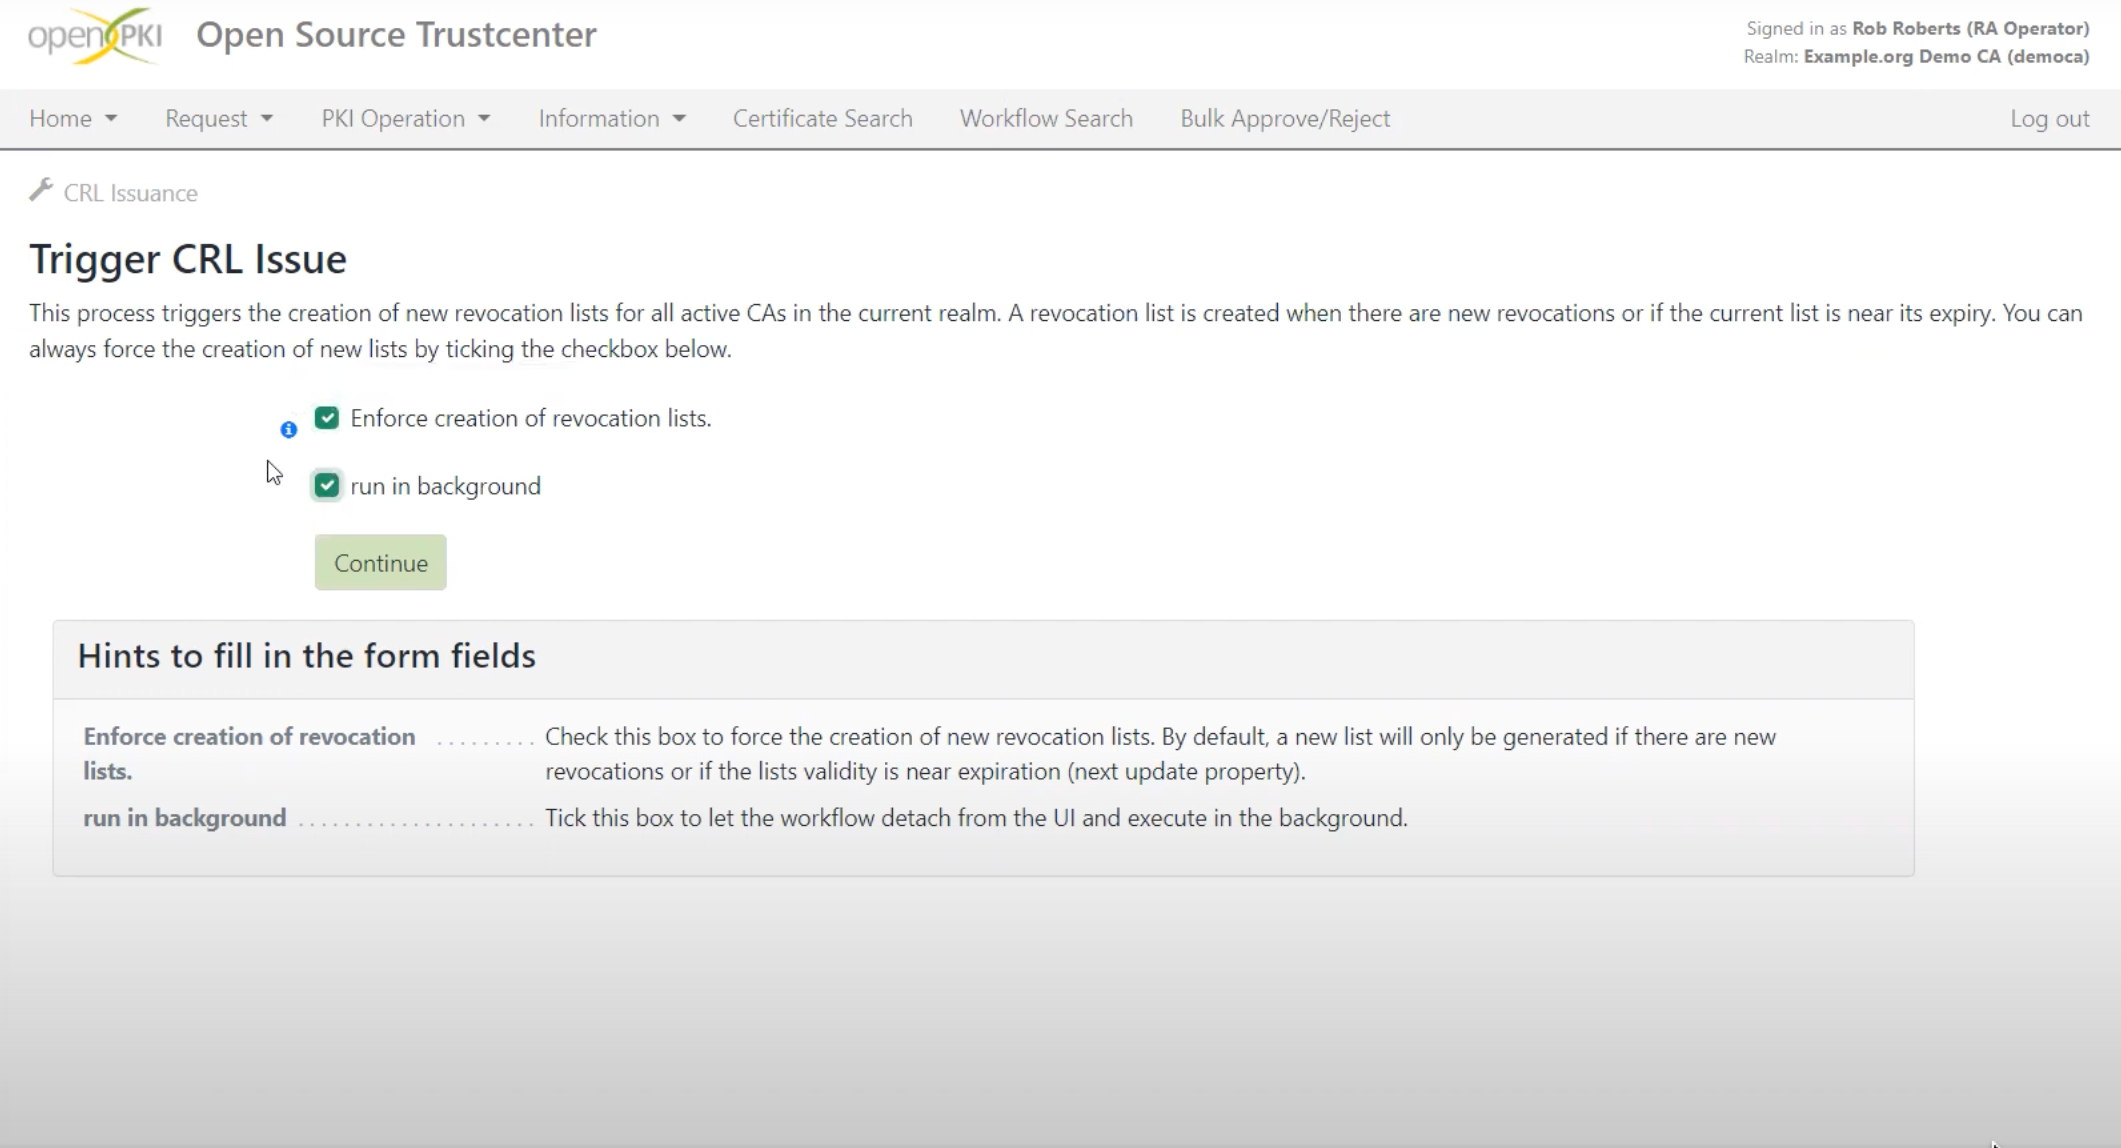 openXPKI Open Source Trustcenter
Signed in as Rob Roberts (RA Operator)
Realm: Example.org Demo CA (democa)
Home Request PKI Operation Information Certificate Search Workflow Search Bulk Approve/Reject Log out
CRL Issuance
Trigger CRL Issue
This process triggers the creation of new revocation lists for all active CAs in the current realm. A revocation list is created when there are new revocations or if the current list is near its expiry. You can
always force the creation of new lists by ticking the checkbox below.
Enforce creation of revocation lists.
run in background
Continue
Hints to fill in the form fields
Enforce creation of revocation ......... Check this box to force the creation of new revocation lists. By default, a new list will only be generated if there are new
lists. revocations or if the lists validity is near expiration (next update property).
run in background ..................... Tick this box to let the workflow detach from the UI and execute in the background.